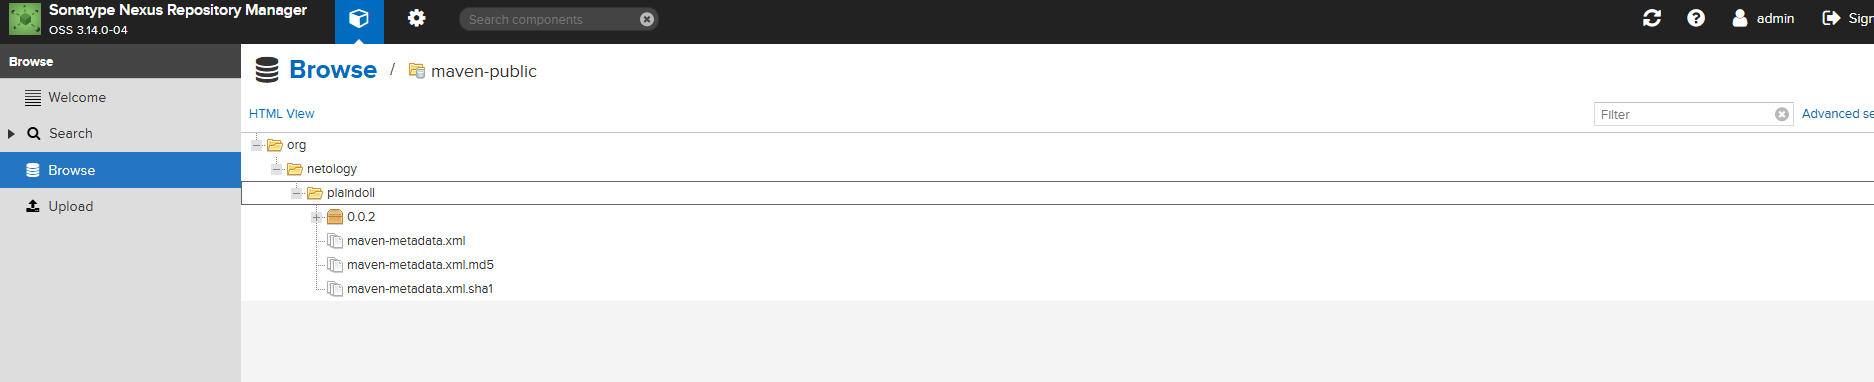 Sonatype Nexus Repository Manager
OSS 3.14.0-04
Search components
admin
Sign
Browse
Welcome
Search
Browse
Upload
Browse / maven-public
HTML View
Filter
Advanced se
org
netology
plaindoll
0.0.2
maven-metadata.xml
maven-metadata.xml.md5
maven-metadata.xml.sha1